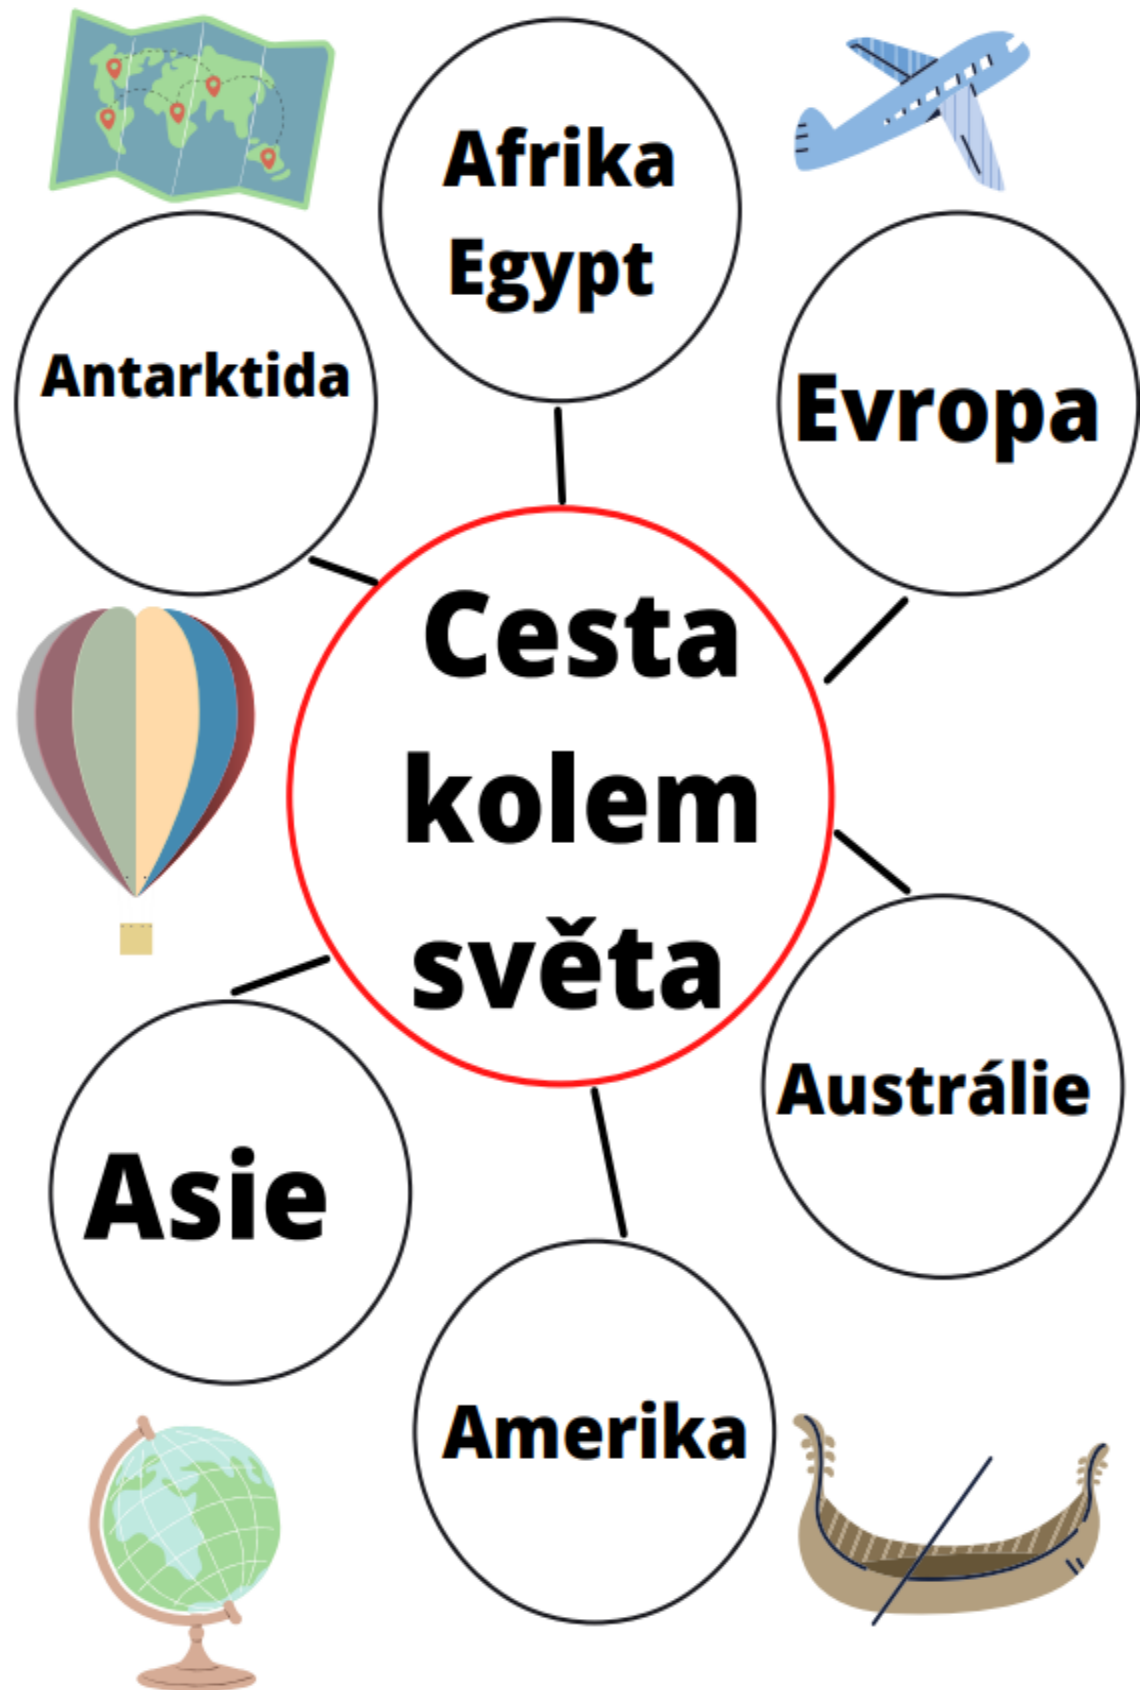 Afrika
Egypt
Antarktida
Evropa
Cesta
kolem
světa
Austrálie
Asie
Amerika